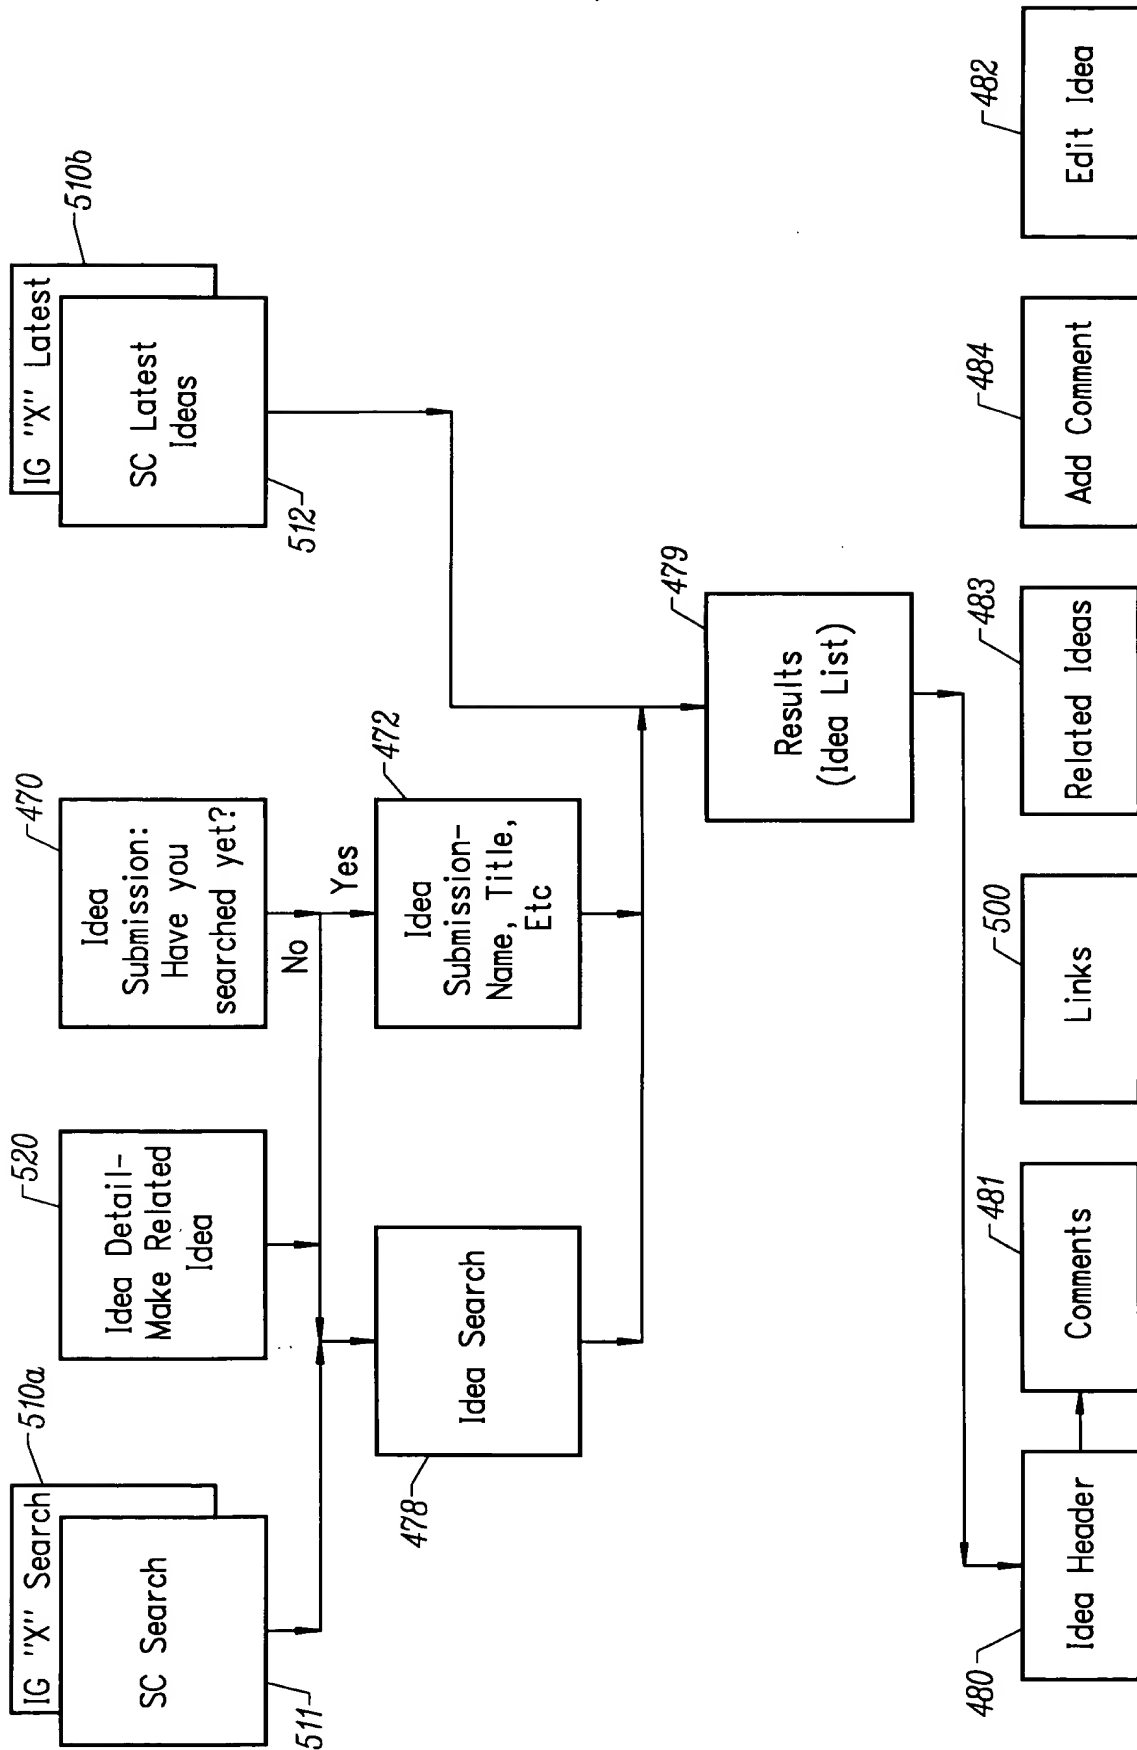 IG "X" Search
510a
SC Search
511
520
Idea Detail-
Make Related
Idea
470
Idea
Submission:
Have you
searched yet?
IG "X" Latest
510b
SC Latest
Ideas
512
No
Yes
478
Idea Search
472
Idea
Submission-
Name, Title,
Etc
479
Results
(Idea List)
480
Idea Header
481
Comments
500
Links
483
Related Ideas
484
Add Comment
482
Edit Idea